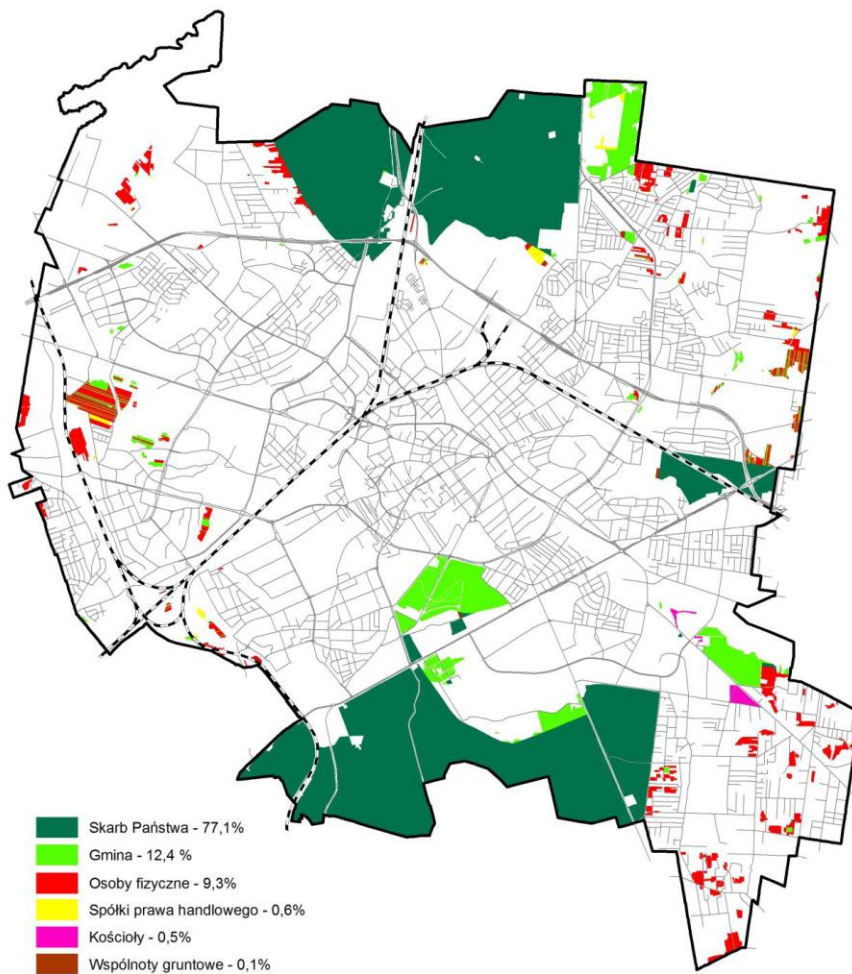 Skarb Państwa - 77,1%
Gmina - 12,4 %
Osoby fizyczne - 9,3%
Spółki prawa handlowego - 0,6%
Kościoły - 0,5%
Wspólnoty gruntowe - 0,1%